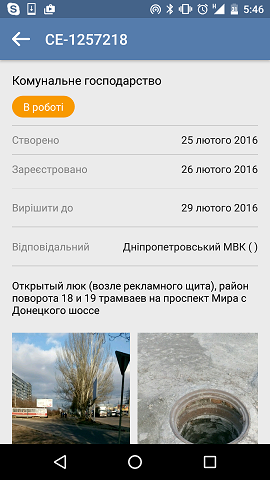 5:46
CE-1257218
Комунальне господарство
В роботі
Створено 25 лютого 2016
Зареєстровано 26 лютого 2016
Вирішити до 29 лютого 2016
Відповідальний Дніпропетровський МВК ( )
Открытый люк (возле рекламного щита), район
поворота 18 и 19 трамваев на проспект Мира с
Донецкого шоссе